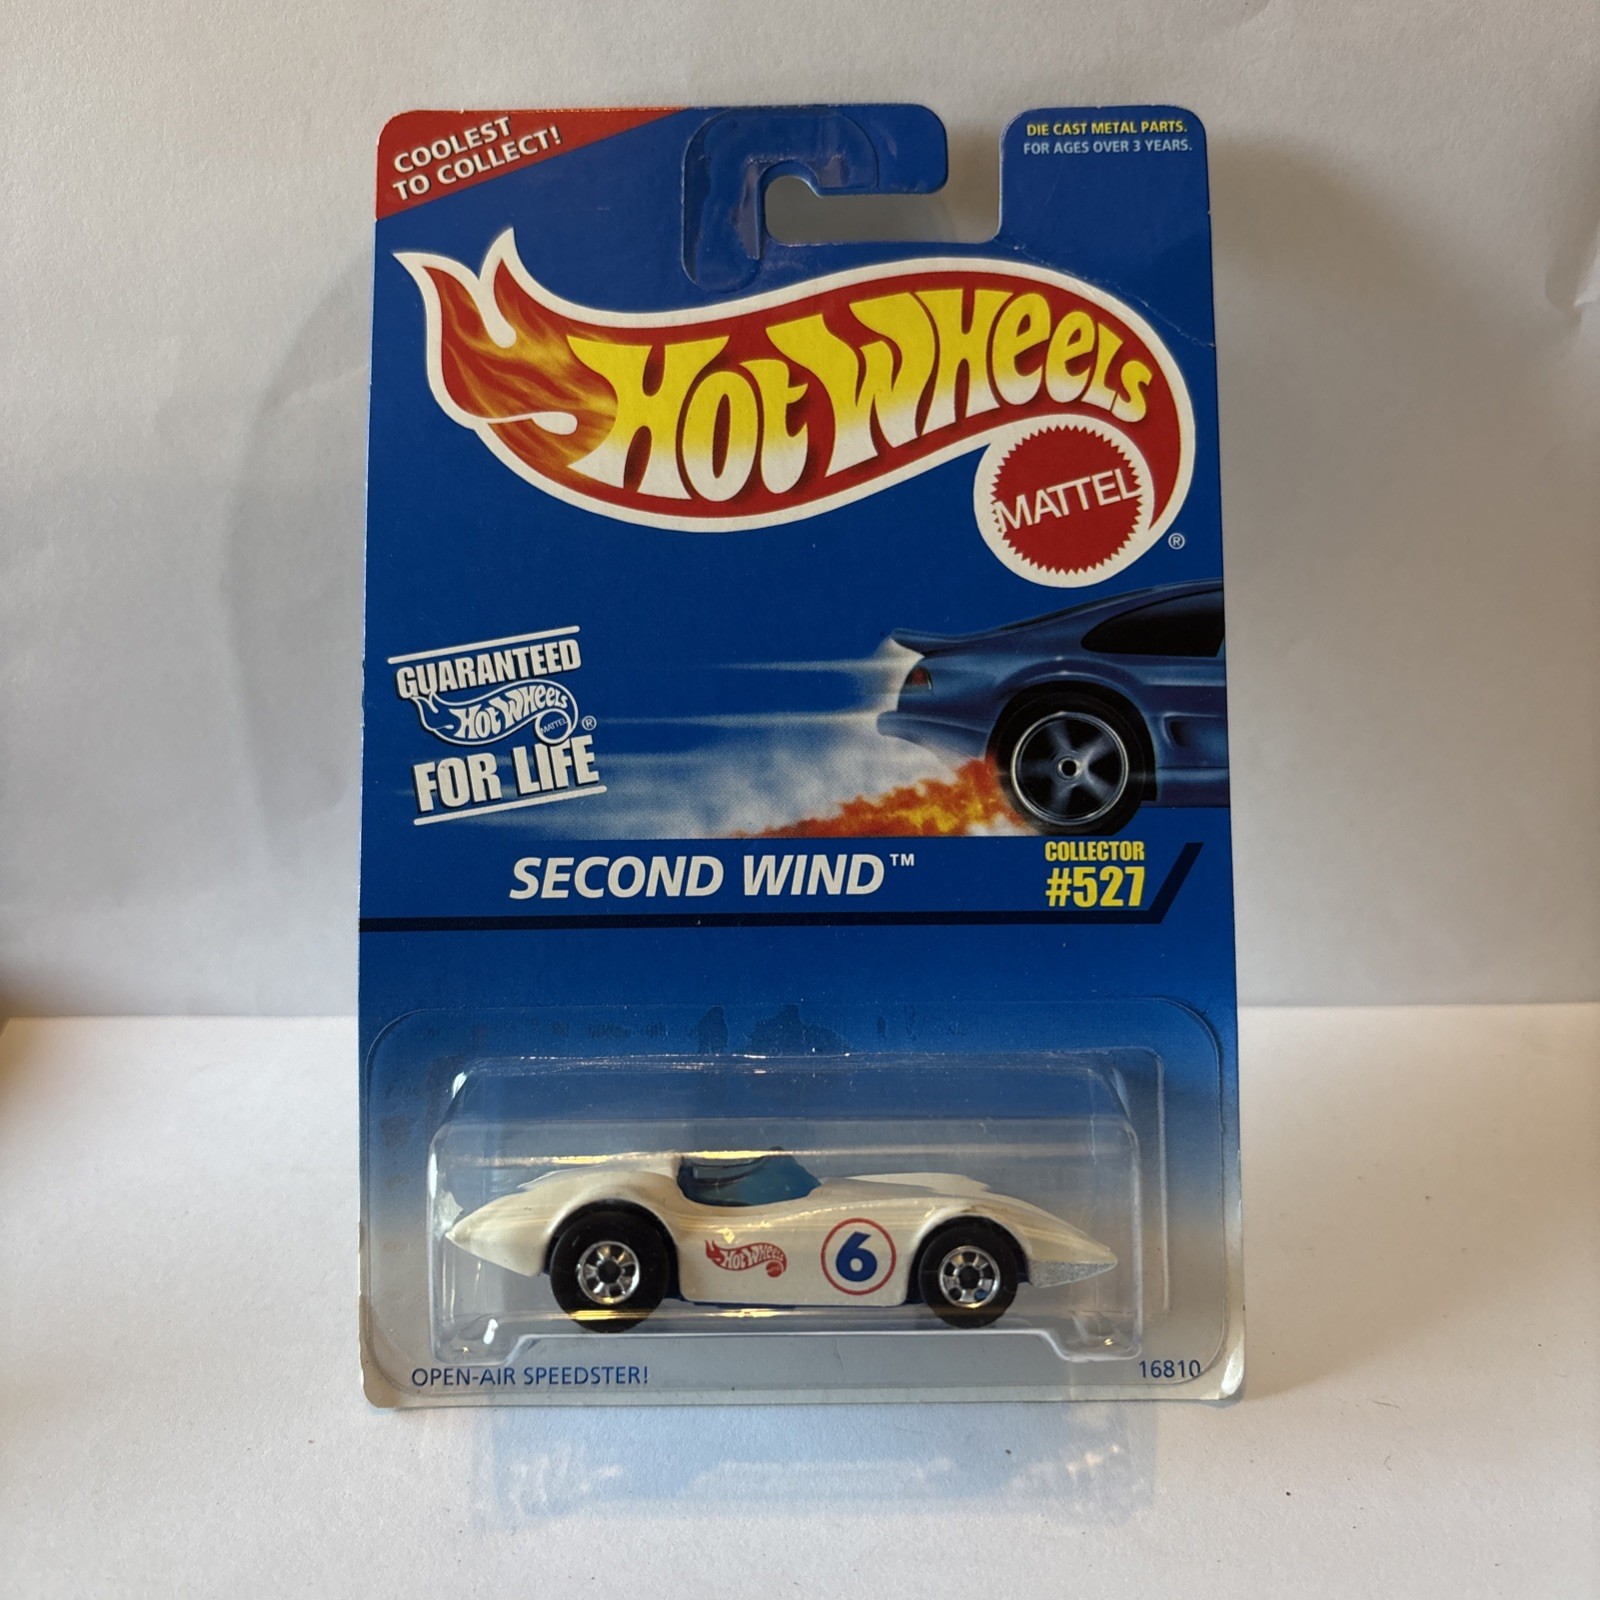 COOLEST
TO COLLECT!
DIE CAST METAL PARTS.
FOR AGES OVER 3 YEARS.
HOT WHEELS
MATTEL
®
GUARANTEED
HOT WHEELS
MATTEL
®
FOR LIFE
SECOND WIND™
COLLECTOR
#527
HOT WHEELS
6
OPEN-AIR SPEEDSTER!
16810